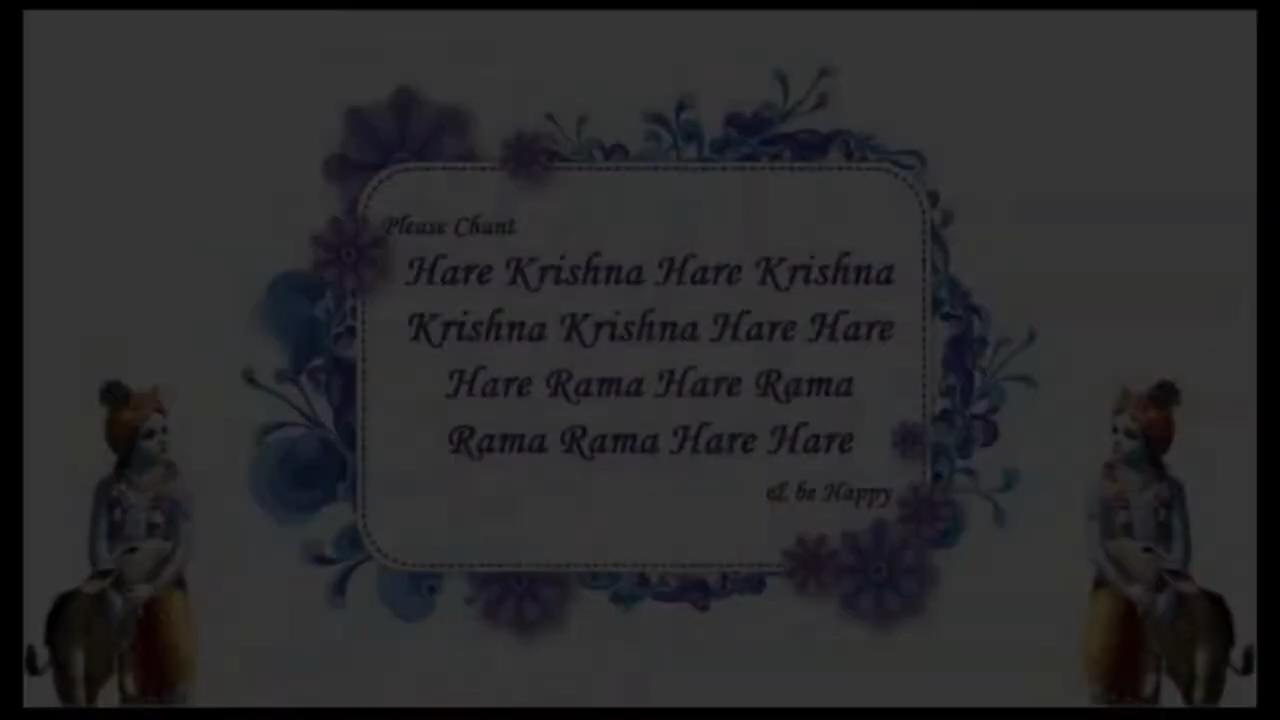 Please Chant
Hare Krishna Hare Krishna
Krishna Krishna Hare Hare
Hare Rama Hare Rama
Rama Rama Hare Hare
& be Happy